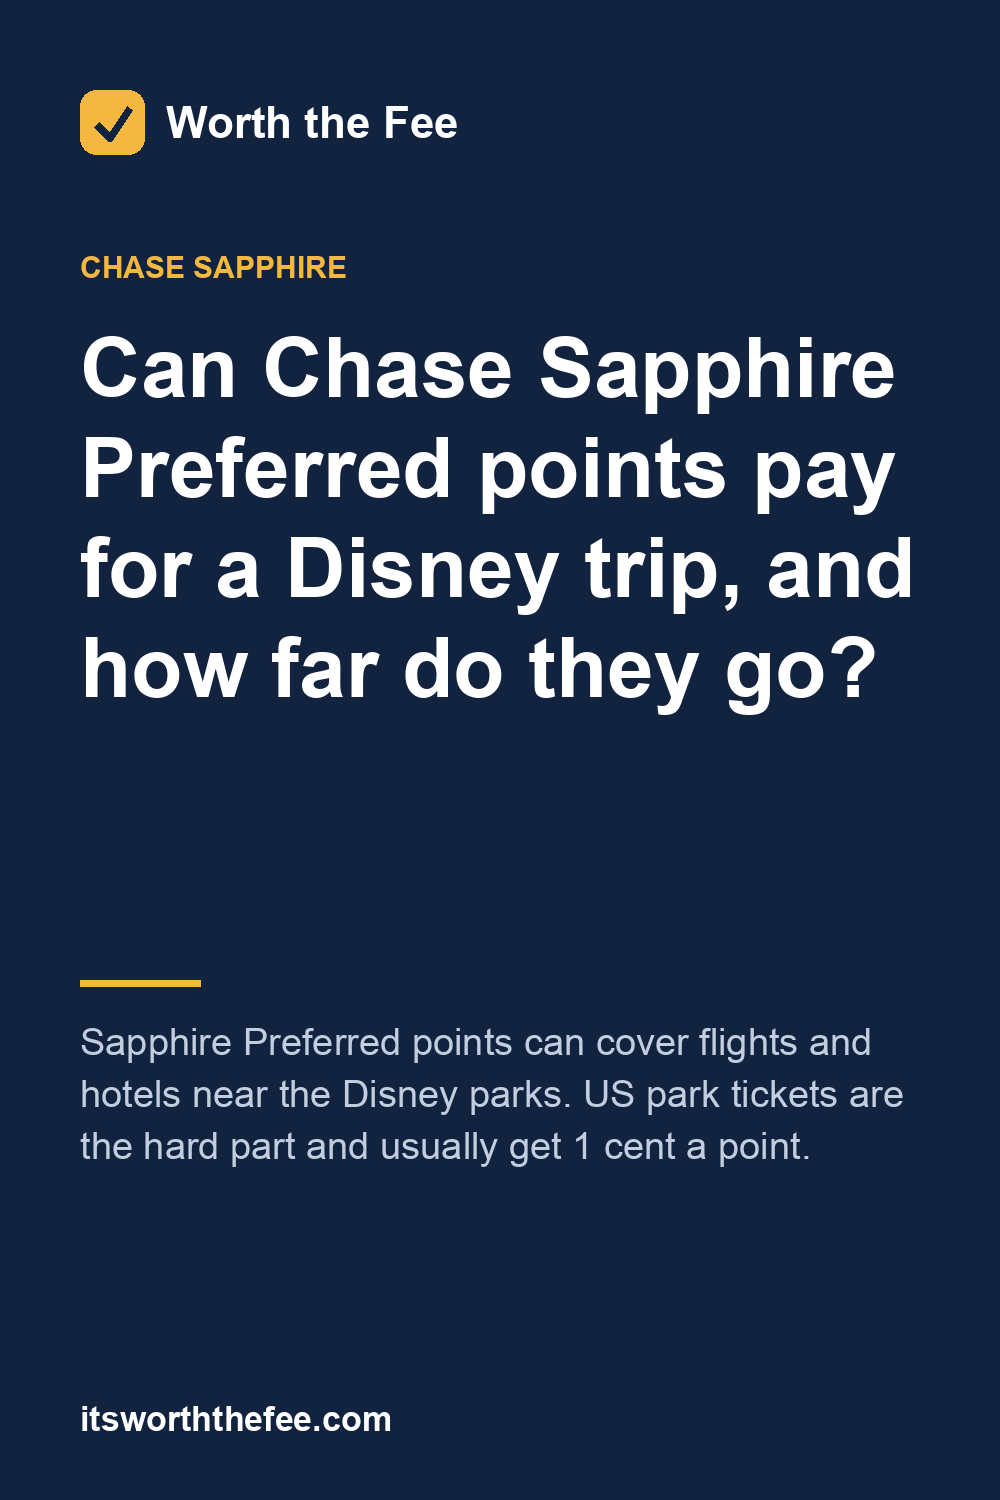 Worth the Fee
CHASE SAPPHIRE
Can Chase Sapphire
Preferred points pay
for a Disney trip, and
how far do they go?
Sapphire Preferred points can cover flights and
hotels near the Disney parks. US park tickets are
the hard part and usually get 1 cent a point.
itsworththefee.com